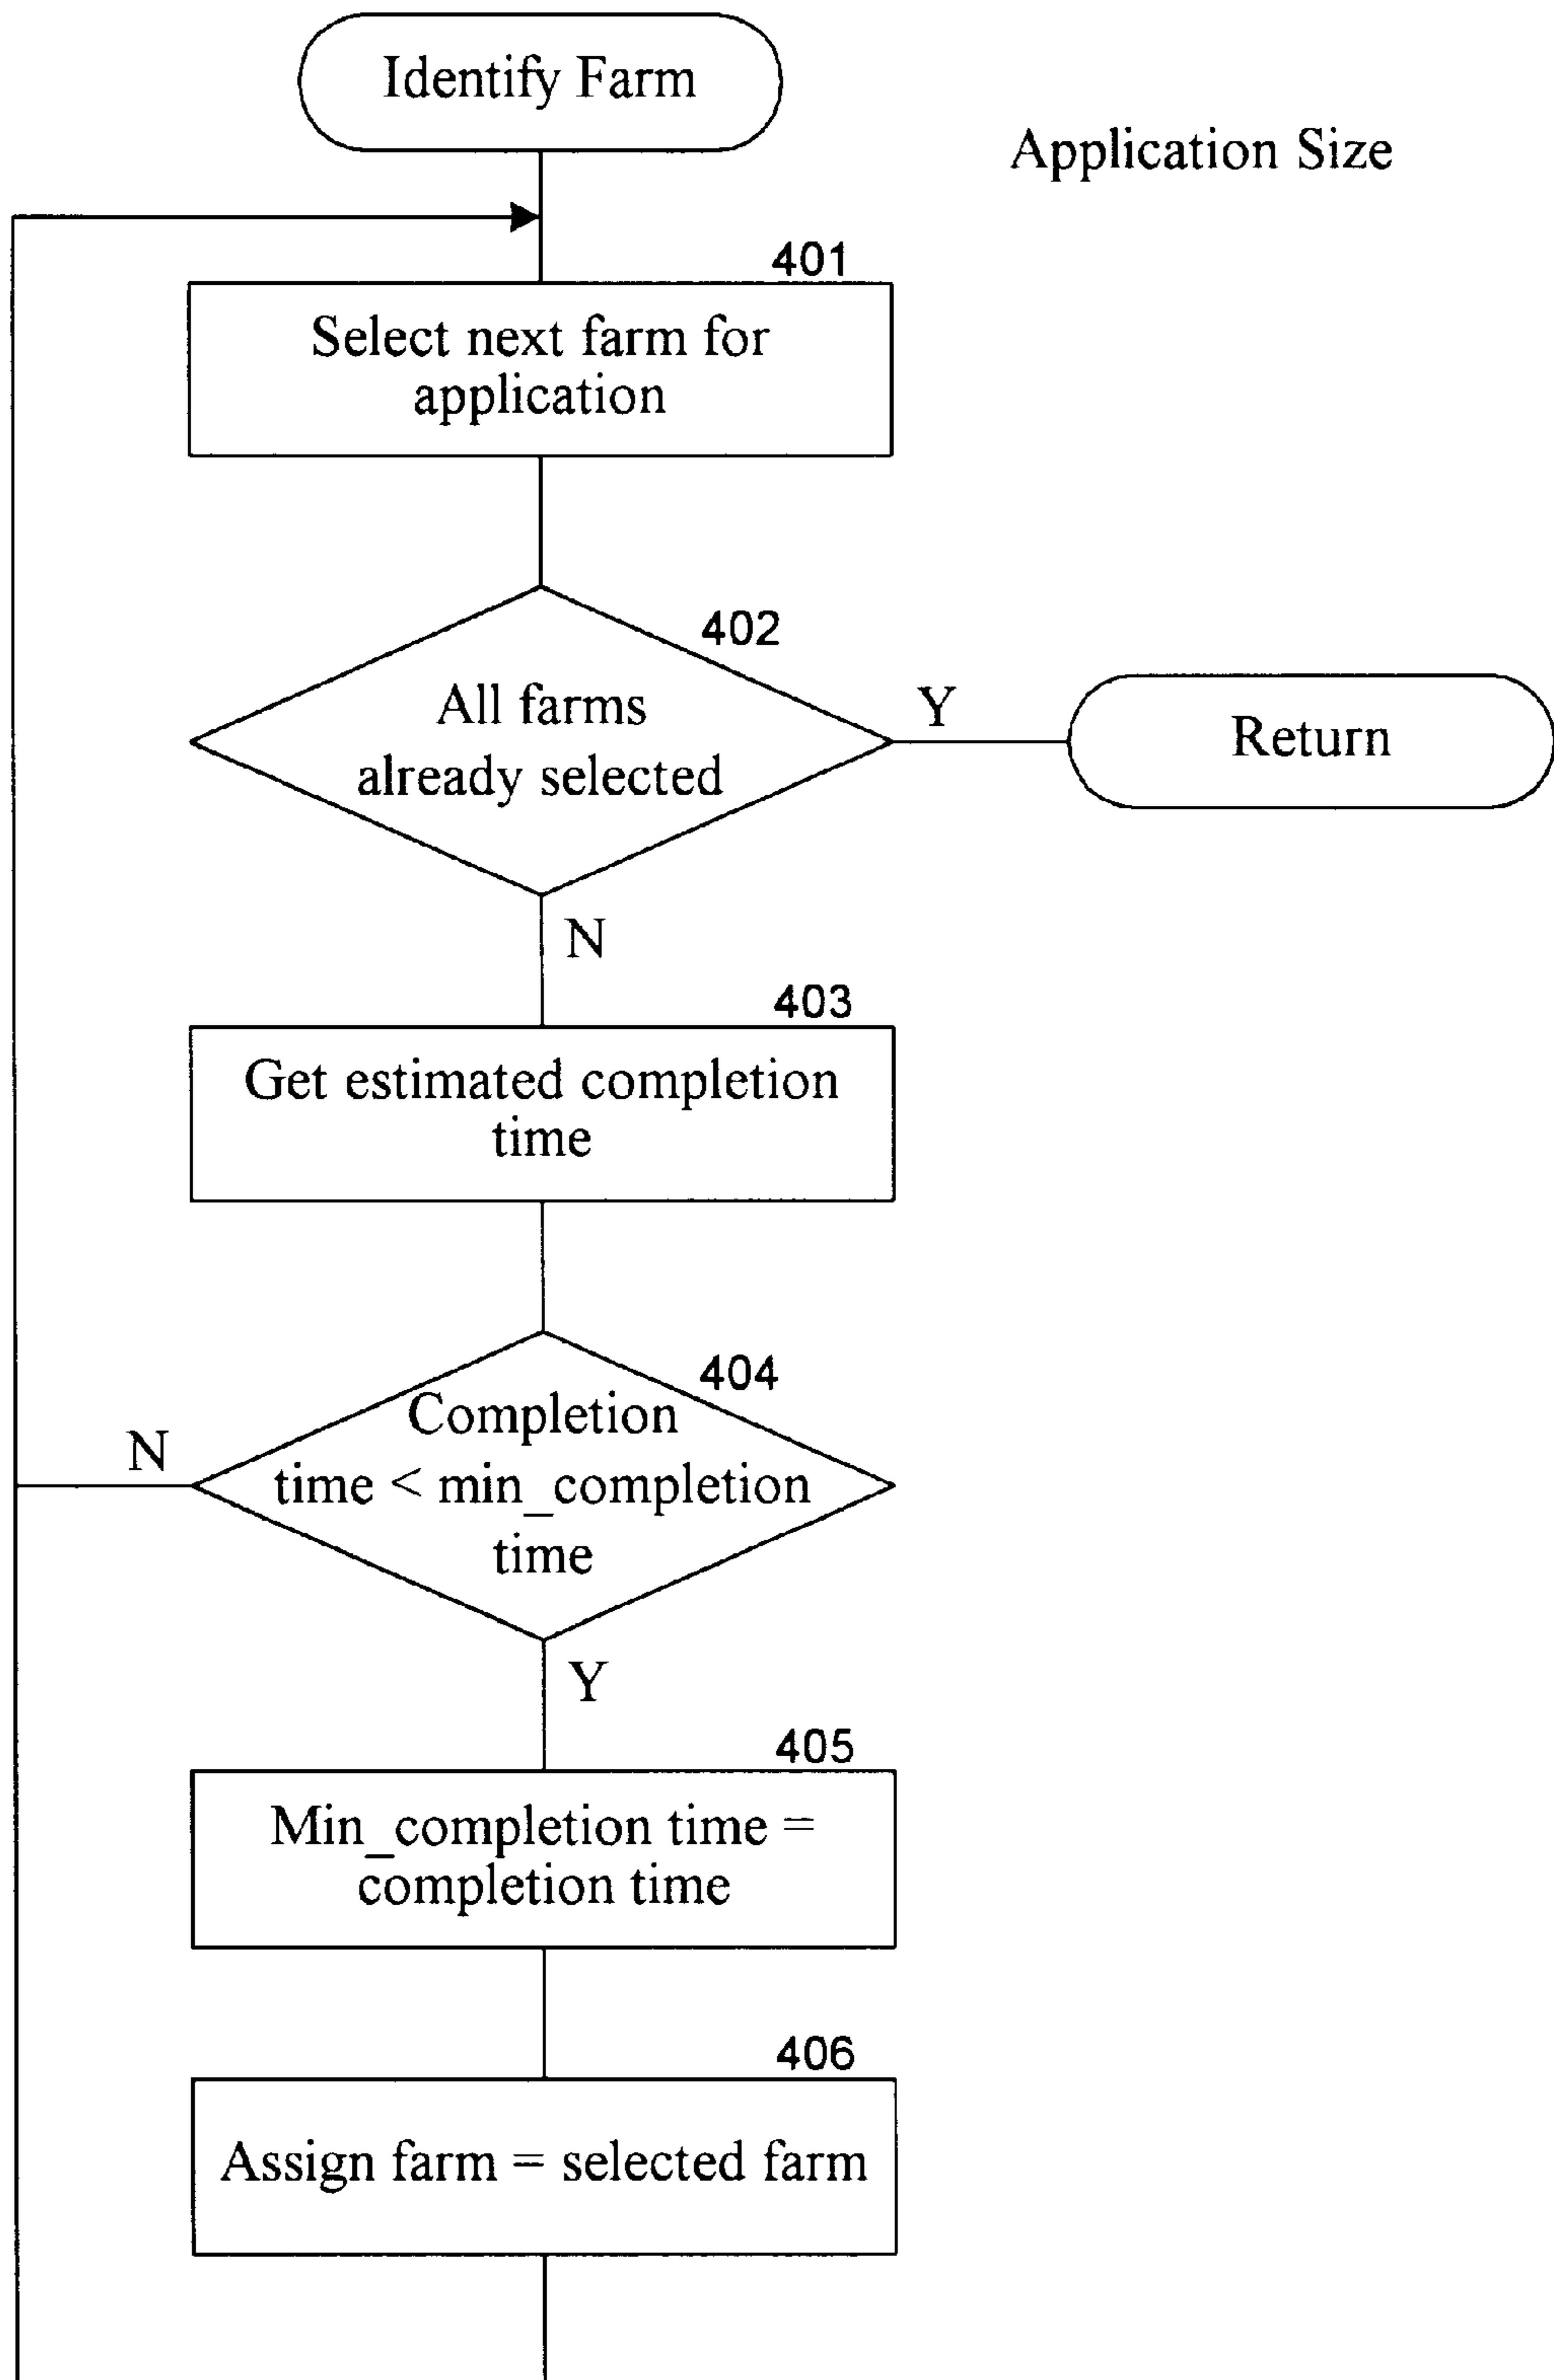 Identify Farm
Application Size
401
Select next farm for
application
402
All farms
already selected
Y
Return
N
403
Get estimated completion
time
404
Completion
time < min_completion
time
N
Y
405
Min_completion time =
completion time
406
Assign farm = selected farm